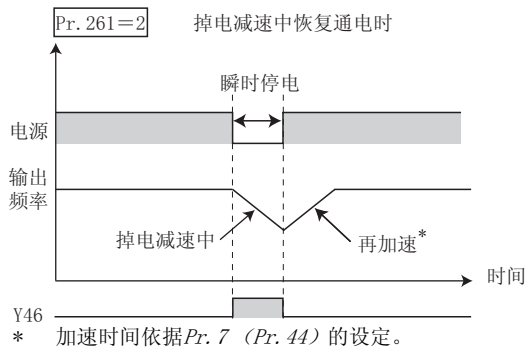 Pr.261=2 掉电减速中恢复通电时
瞬时停电
电源
输出
频率
掉电减速中
再加速*
时间
Y46
* 加速时间依据Pr.7 (Pr.44) 的设定。